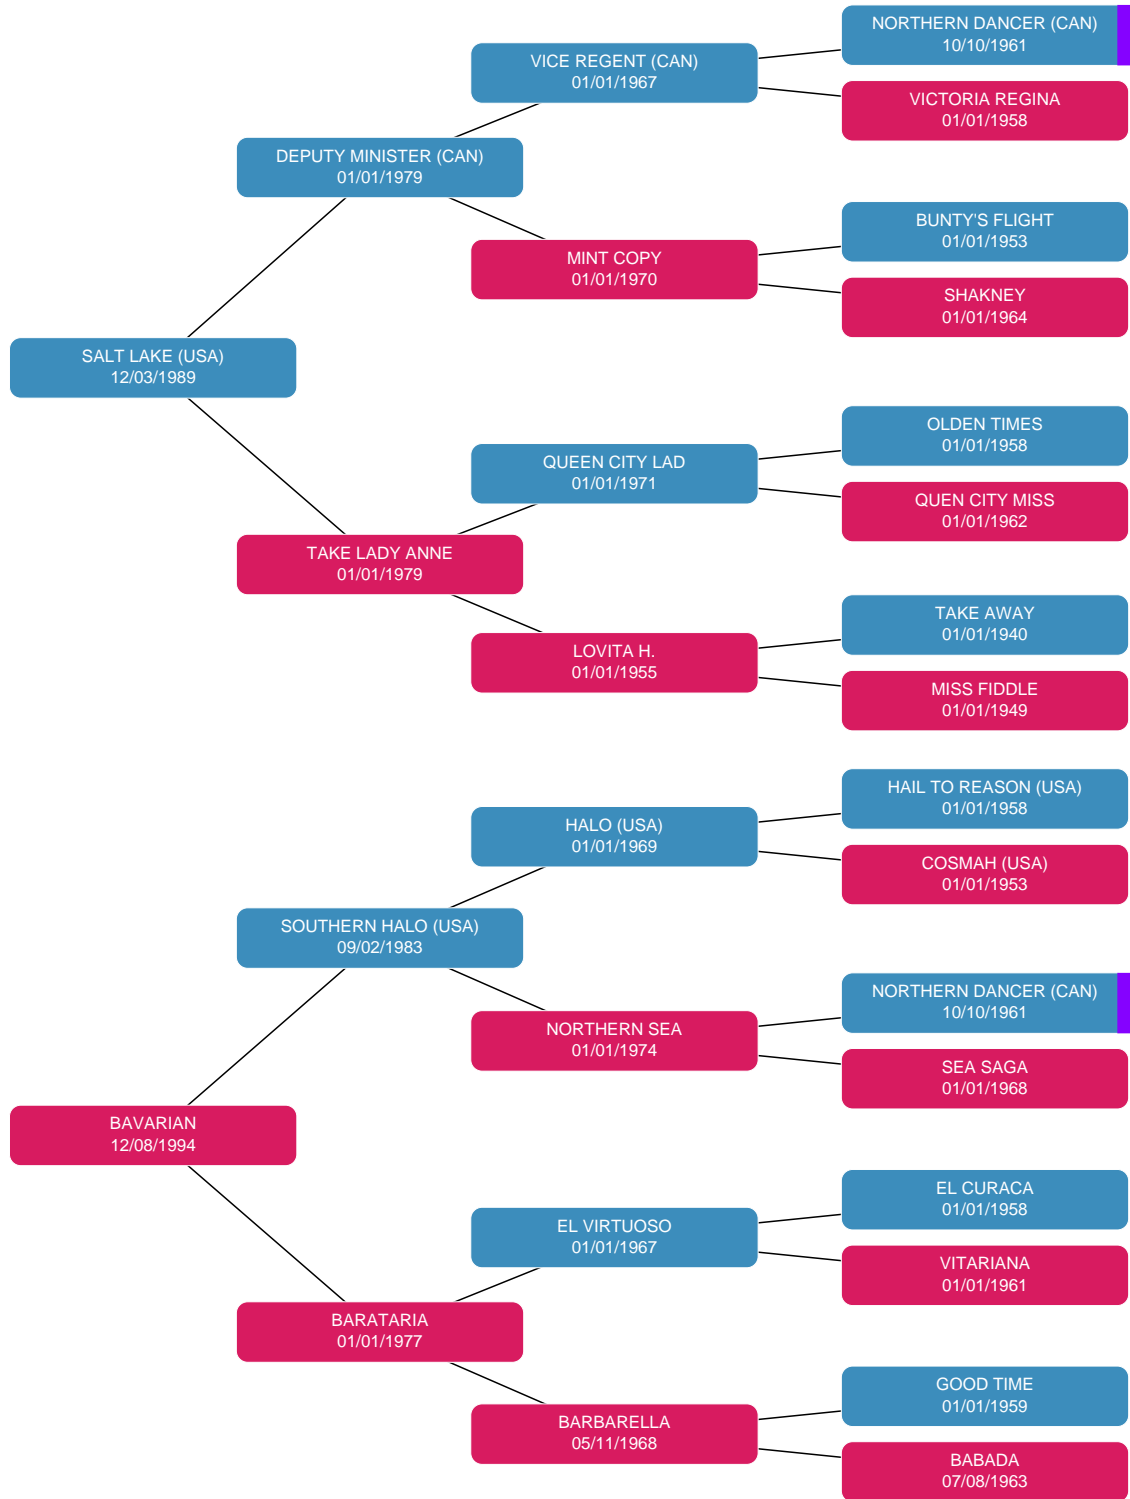 NORTHERN DANCER (CAN)
10/10/1961
VICE REGENT (CAN)
01/01/1967
VICTORIA REGINA
01/01/1958
DEPUTY MINISTER (CAN)
01/01/1979
BUNTY'S FLIGHT
01/01/1953
MINT COPY
01/01/1970
SHAKNEY
01/01/1964
SALT LAKE (USA)
12/03/1989
OLDEN TIMES
01/01/1958
QUEEN CITY LAD
01/01/1971
QUEN CITY MISS
01/01/1962
TAKE LADY ANNE
01/01/1979
TAKE AWAY
01/01/1940
LOVITA H.
01/01/1955
MISS FIDDLE
01/01/1949
HAIL TO REASON (USA)
01/01/1958
HALO (USA)
01/01/1969
COSMAH (USA)
01/01/1953
SOUTHERN HALO (USA)
09/02/1983
NORTHERN DANCER (CAN)
10/10/1961
NORTHERN SEA
01/01/1974
SEA SAGA
01/01/1968
BAVARIAN
12/08/1994
EL CURACA
01/01/1958
EL VIRTUOSO
01/01/1967
VITARIANA
01/01/1961
BARATARIA
01/01/1977
GOOD TIME
01/01/1959
BARBARELLA
05/11/1968
BABADA
07/08/1963